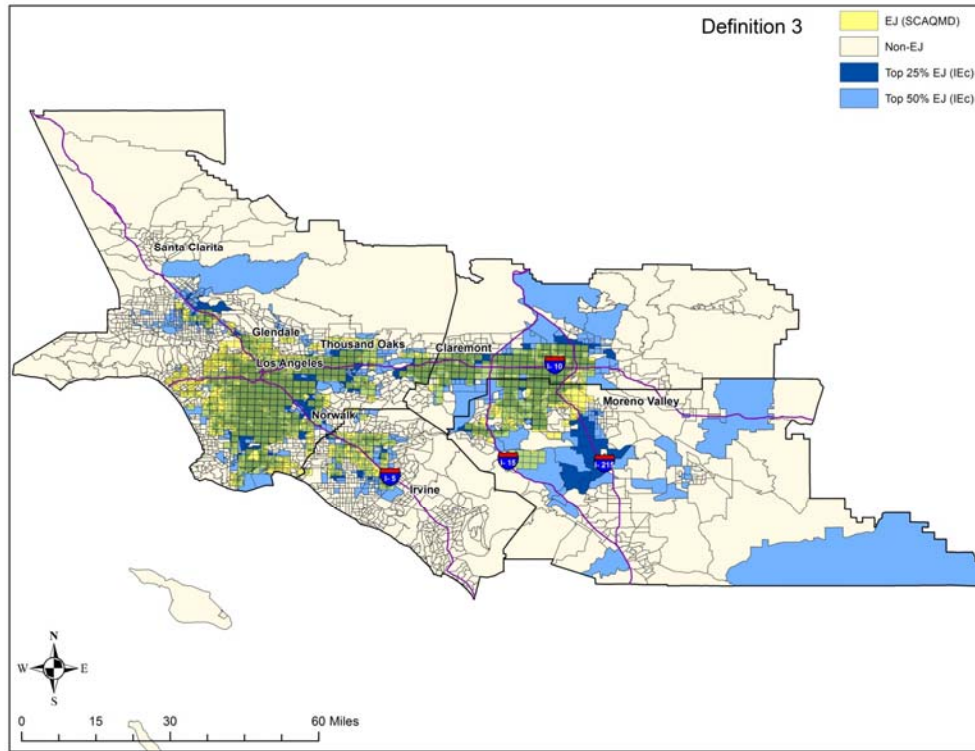 Definition 3
EJ (SCAQMD)
Non-EJ
Top 25% EJ (IEc)
Top 50% EJ (IEc)
Santa Clarita
Glendale
Thousand Oaks
Claremont
Los Angeles
I- 10
Norwalk
Moreno Valley
I- 15
I- 215
I- 5
Irvine
N
W
E
S
0 15 30 60 Miles